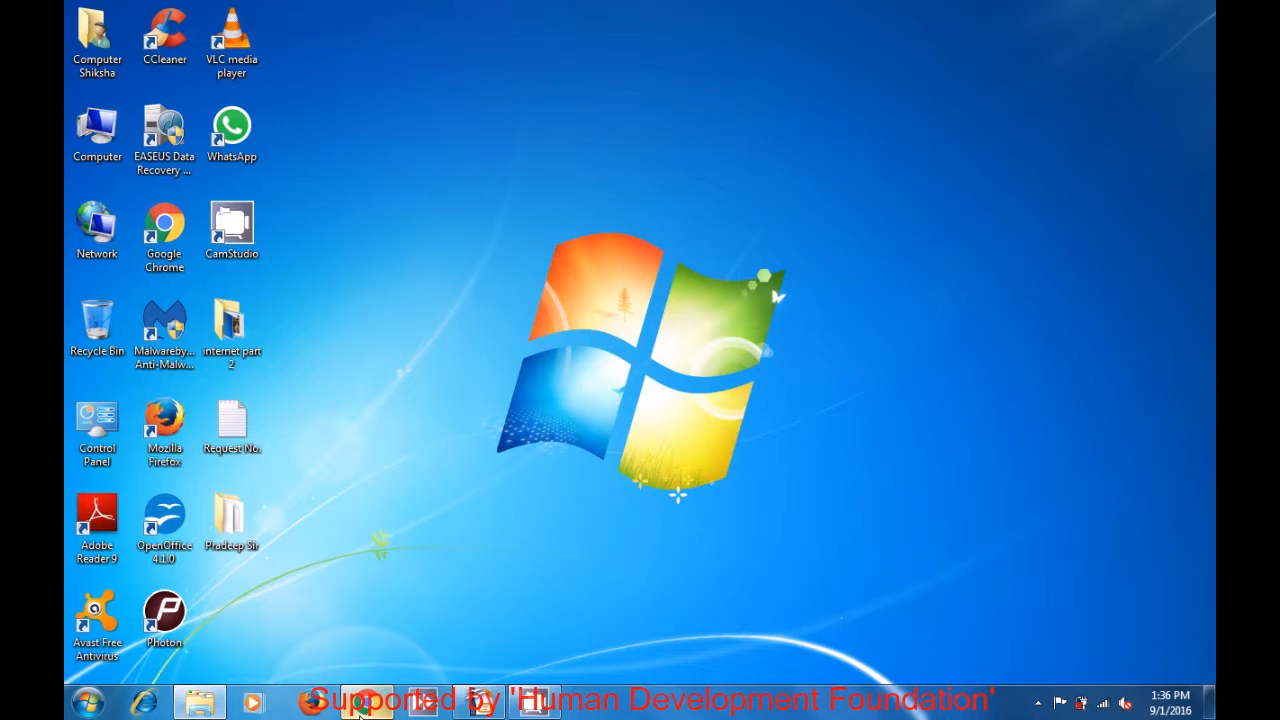 Computer
Shiksha
CCleaner
VLC media
player
Computer
EASEUS Data
Recovery ...
WhatsApp
Network
Google
Chrome
CamStudio
Recycle Bin
Malwareby...
Anti-Malw...
internet part
2
Control
Panel
Mozilla
Firefox
Request No.
Adobe
Reader 9
OpenOffice
4.1.0
Pradeep Sir
Avast Free
Antivirus
Photon
Supported by 'Human Development Foundation'
1:36 PM
9/1/2016